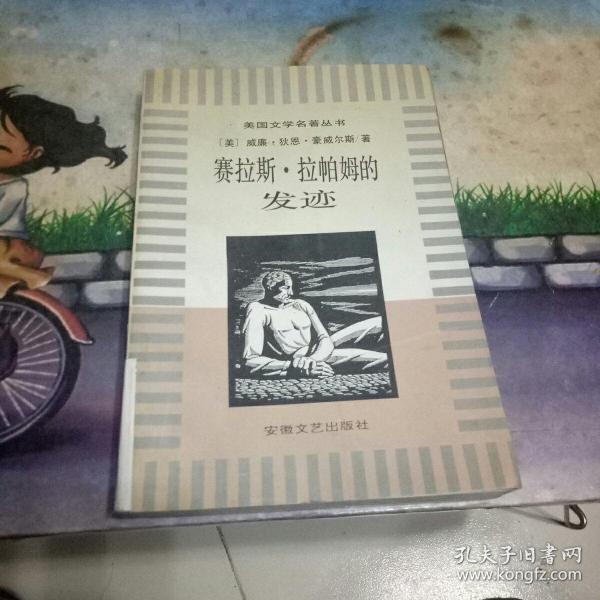 美国文学名著丛书
〔美〕威廉·狄恩·豪威尔斯/著
赛拉斯·拉帕姆的
发迹
安徽文艺出版社
孔夫子旧书网
www.kongfz.com